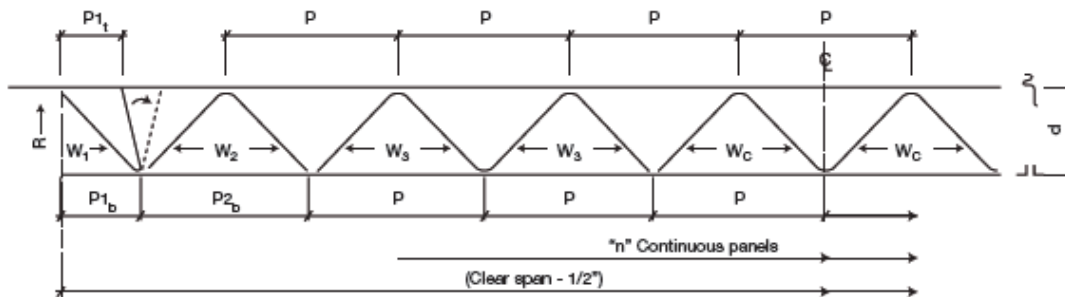 P1t P P P P
℄
R
W1 W2 W3 W3 WC WC
d
P1b P2b P P P
"n" Continuous panels
(Clear span - 1/2")